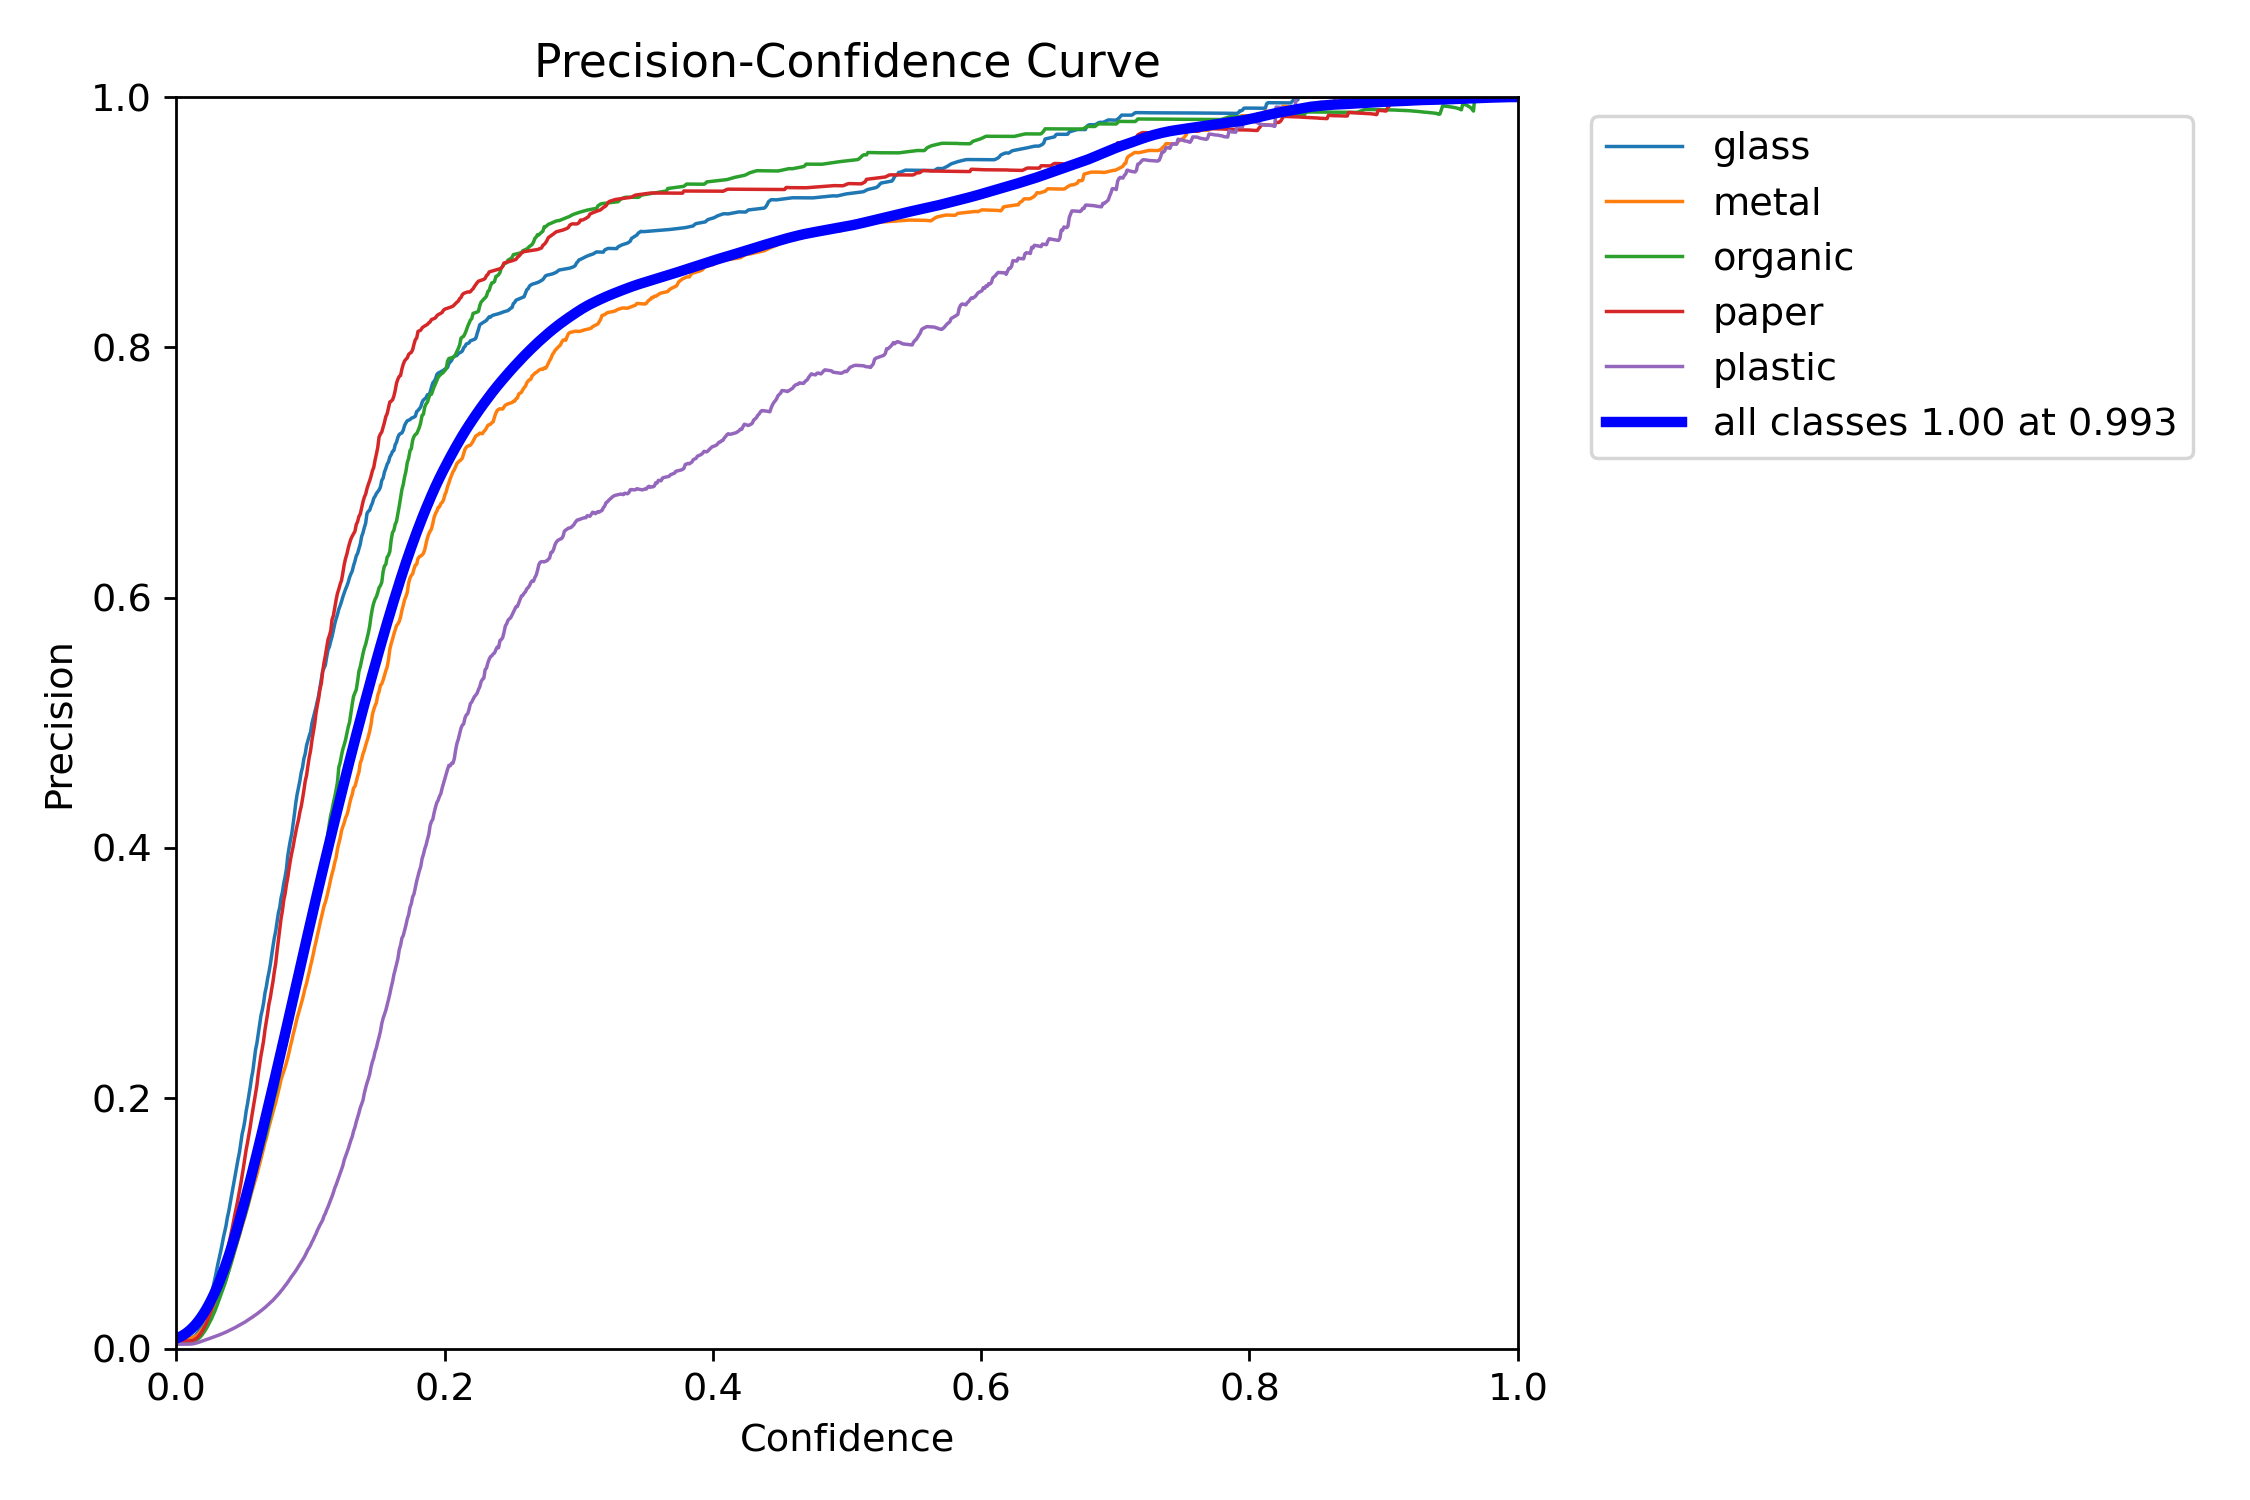 Precision-Confidence Curve
1.0
0.8
0.6
0.4
0.2
0.0
Precision
0.0 0.2 0.4 0.6 0.8 1.0
Confidence
glass
metal
organic
paper
plastic
all classes 1.00 at 0.993